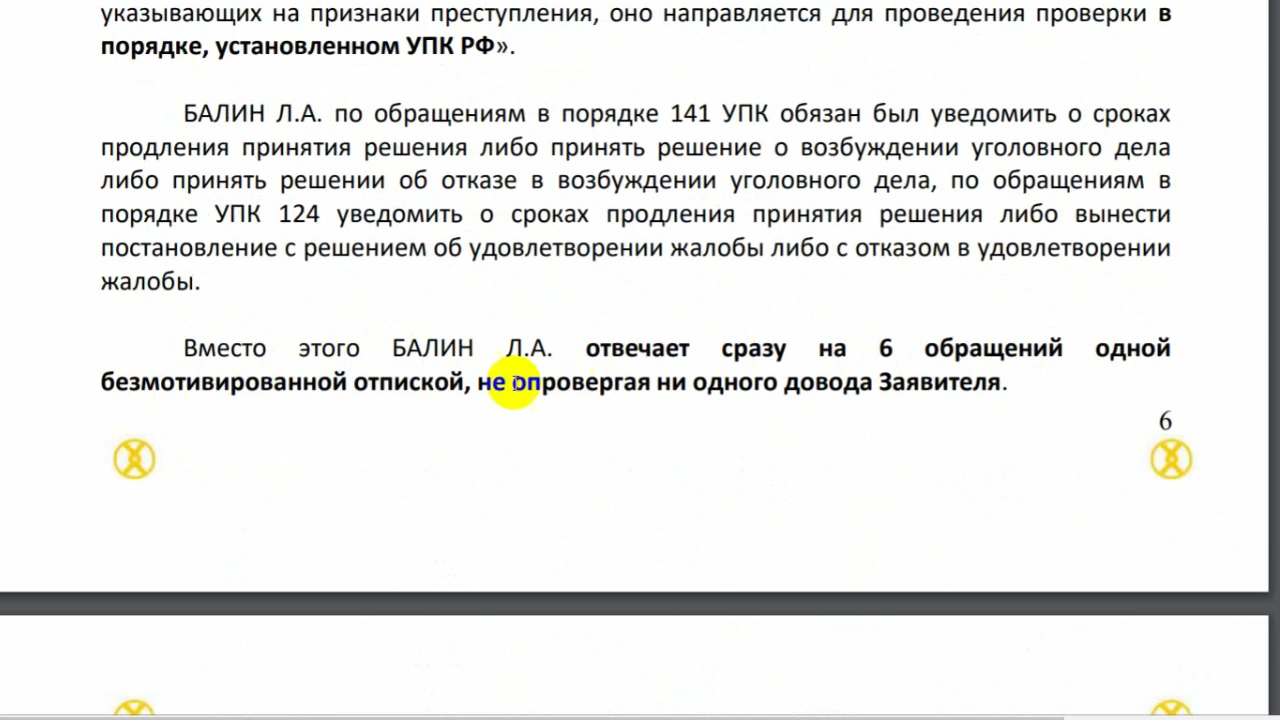 указывающих на признаки преступления, оно направляется для проведения проверки в
порядке, установленном УПК РФ».
БАЛИН Л.А. по обращениям в порядке 141 УПК обязан был уведомить о сроках
продления принятия решения либо принять решение о возбуждении уголовного дела
либо принять решении об отказе в возбуждении уголовного дела, по обращениям в
порядке УПК 124 уведомить о сроках продления принятия решения либо вынести
постановление с решением об удовлетворении жалобы либо с отказом в удовлетворении
жалобы.
Вместо этого БАЛИН Л.А. отвечает сразу на 6 обращений одной
безмотивированной отпиской, не опровергая ни одного довода Заявителя.
6